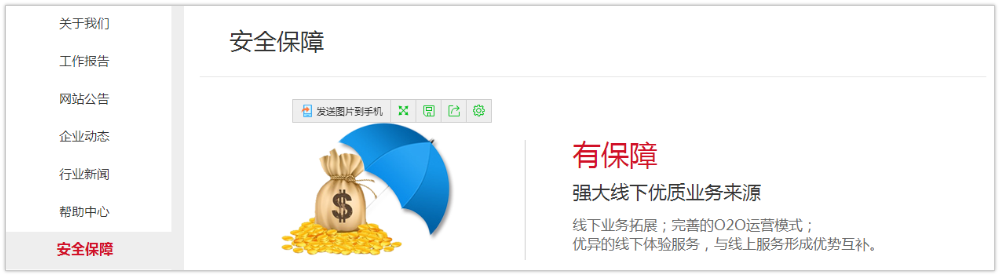 关于我们
工作报告
网站公告
企业动态
行业新闻
帮助中心
安全保障
安全保障
发送图片到手机
$
有保障
强大线下优质业务来源
线下业务拓展；完善的O2O运营模式；
优异的线下体验服务，与线上服务形成优势互补。